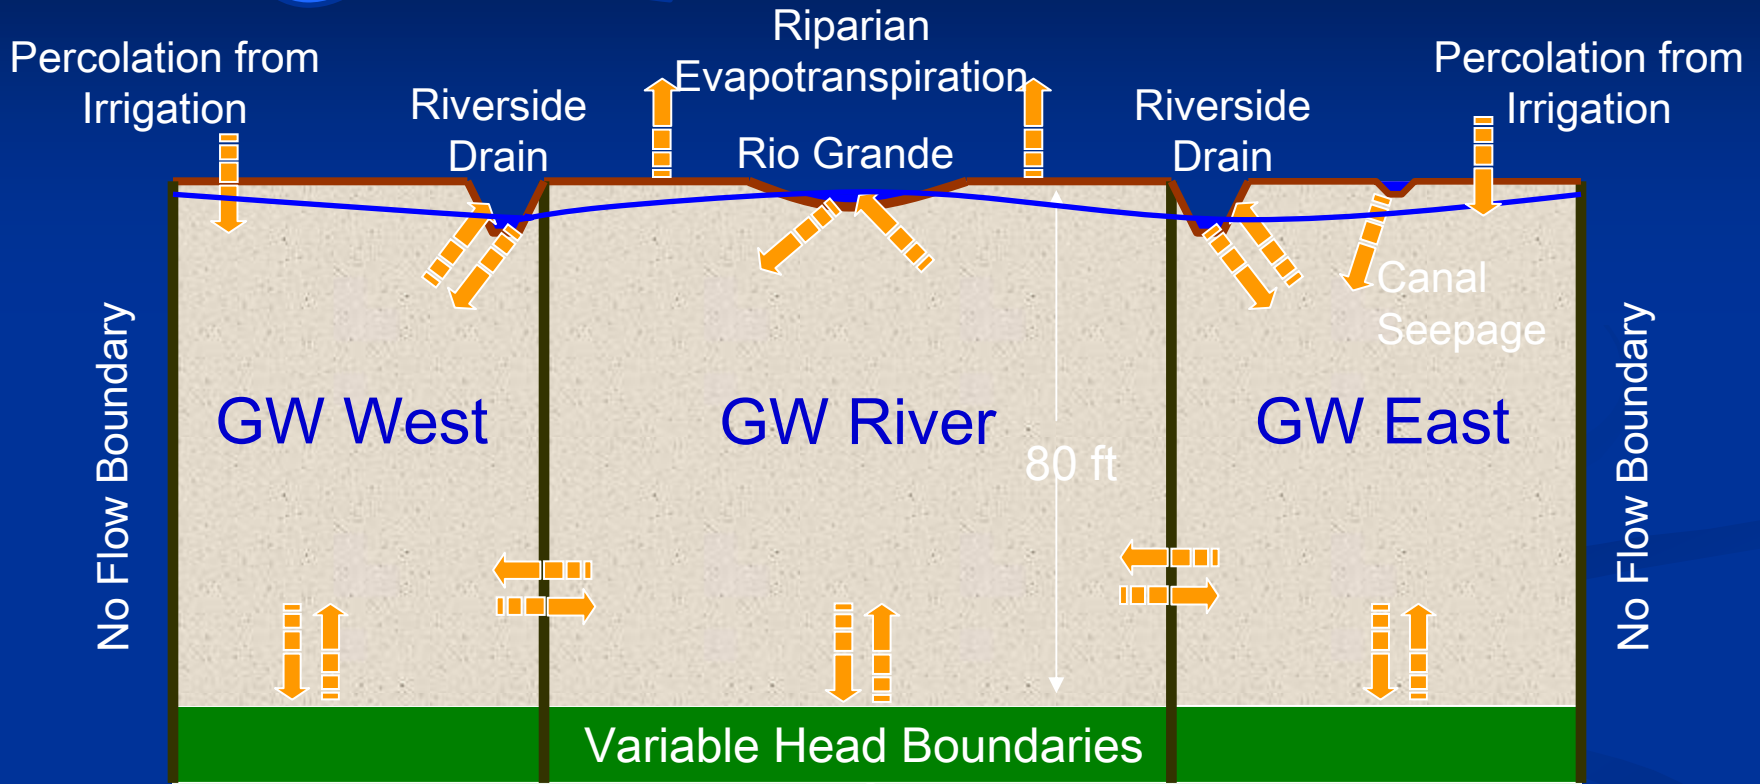 Percolation from
Irrigation
Riverside
Drain
Riparian
Evapotranspiration
Rio Grande
Riverside
Drain
Percolation from
Irrigation
Canal
Seepage
No Flow Boundary
GW West
GW River
GW East
80 ft
No Flow Boundary
Variable Head Boundaries